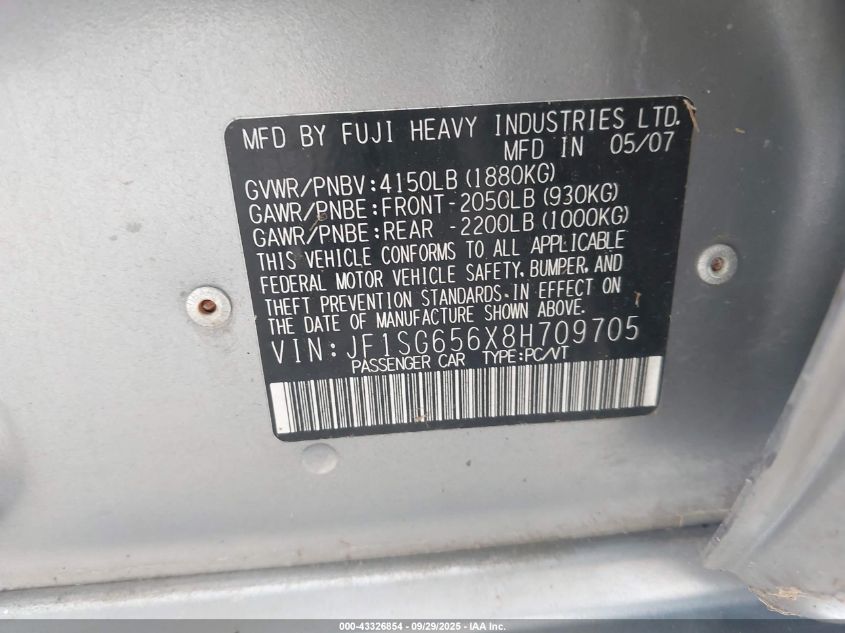 MFD BY FUJI HEAVY INDUSTRIES LTD.
MFD IN 05/07
GVWR/PNBV:4150LB(1880KG)
GAWR/PNBE:FRONT-2050LB(930KG)
GAWR/PNBE:REAR -2200LB(1000KG)
THIS VEHICLE CONFORMS TO ALL APPLICABLE
FEDERAL MOTOR VEHICLE SAFETY, BUMPER, AND
THEFT PREVENTION STANDARDS. IN EFFECT ON
THE DATE OF MANUFACTURE SHOWN ABOVE.
VIN:JF1SG656X8H709705
PASSENGER CAR TYPE:PC/VT
000-43326854 - 09/29/2025 - IAA Inc.